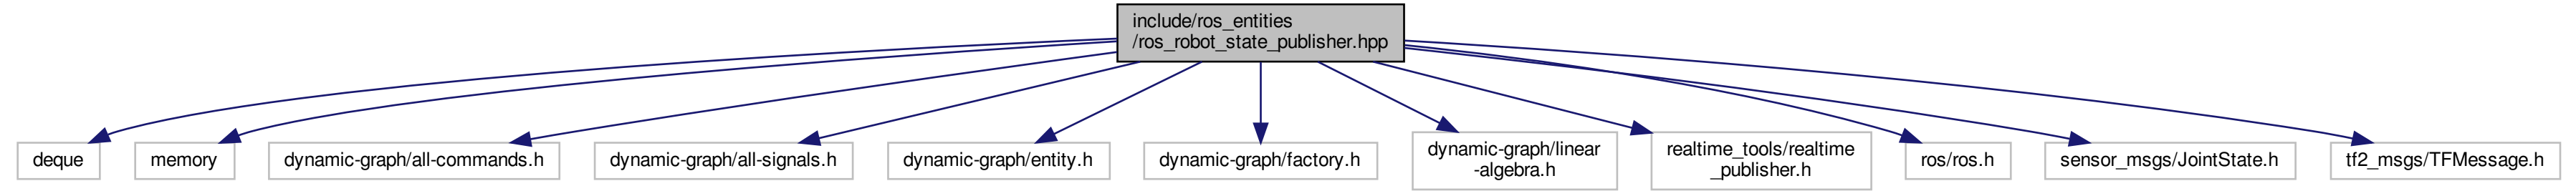 include/ros_entities
/ros_robot_state_publisher.hpp
deque
memory
dynamic-graph/all-commands.h
dynamic-graph/all-signals.h
dynamic-graph/entity.h
dynamic-graph/factory.h
dynamic-graph/linear
-algebra.h
realtime_tools/realtime
_publisher.h
ros/ros.h
sensor_msgs/JointState.h
tf2_msgs/TFMessage.h